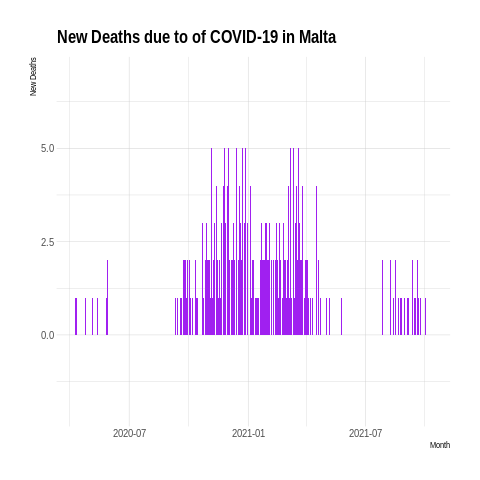 New Deaths due to of COVID-19 in Malta
New Deaths
5.0
2.5
0.0
2020-07 2021-01 2021-07
Month